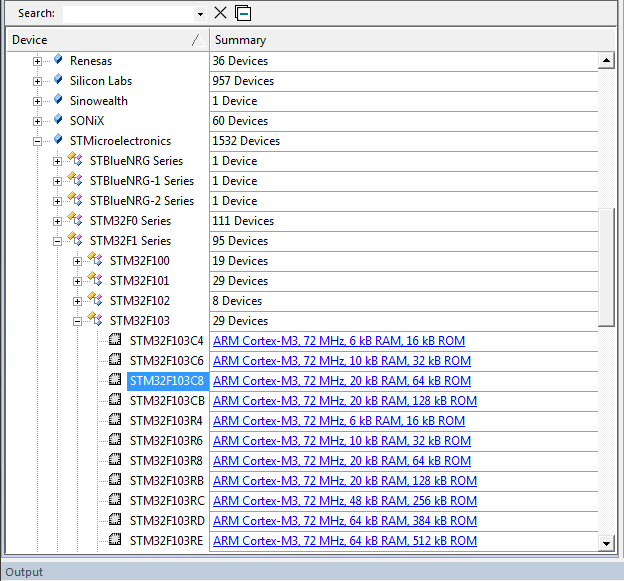 Search:
Device Summary
Renesas 36 Devices
Silicon Labs 957 Devices
Sinowealth 1 Device
SONiX 60 Devices
STMicroelectronics 1532 Devices
STBlueNRG Series 1 Device
STBlueNRG-1 Series 1 Device
STBlueNRG-2 Series 1 Device
STM32F0 Series 111 Devices
STM32F1 Series 95 Devices
STM32F100 19 Devices
STM32F101 29 Devices
STM32F102 8 Devices
STM32F103 29 Devices
STM32F103C4 ARM Cortex-M3, 72 MHz, 6 kB RAM, 16 kB ROM
STM32F103C6 ARM Cortex-M3, 72 MHz, 10 kB RAM, 32 kB ROM
STM32F103C8 ARM Cortex-M3, 72 MHz, 20 kB RAM, 64 kB ROM
STM32F103CB ARM Cortex-M3, 72 MHz, 20 kB RAM, 128 kB ROM
STM32F103R4 ARM Cortex-M3, 72 MHz, 6 kB RAM, 16 kB ROM
STM32F103R6 ARM Cortex-M3, 72 MHz, 10 kB RAM, 32 kB ROM
STM32F103R8 ARM Cortex-M3, 72 MHz, 20 kB RAM, 64 kB ROM
STM32F103RB ARM Cortex-M3, 72 MHz, 20 kB RAM, 128 kB ROM
STM32F103RC ARM Cortex-M3, 72 MHz, 48 kB RAM, 256 kB ROM
STM32F103RD ARM Cortex-M3, 72 MHz, 64 kB RAM, 384 kB ROM
STM32F103RE ARM Cortex-M3, 72 MHz, 64 kB RAM, 512 kB ROM
Output